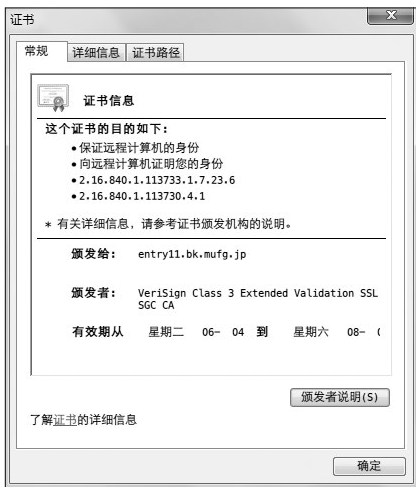 证书
常规 详细信息 证书路径
证书信息
这个证书的目的如下：
•保证远程计算机的身份
•向远程计算机证明您的身份
•2.16.840.1.113733.1.7.23.6
•2.16.840.1.113730.4.1
* 有关详细信息，请参考证书颁发机构的说明。
颁发给： entry11.bk.mufg.jp
颁发者： VeriSign Class 3 Extended Validation SSL
SGC CA
有效期从 星期二 06- 04 到 星期六 08-
颁发者说明(S)
了解证书的详细信息
确定